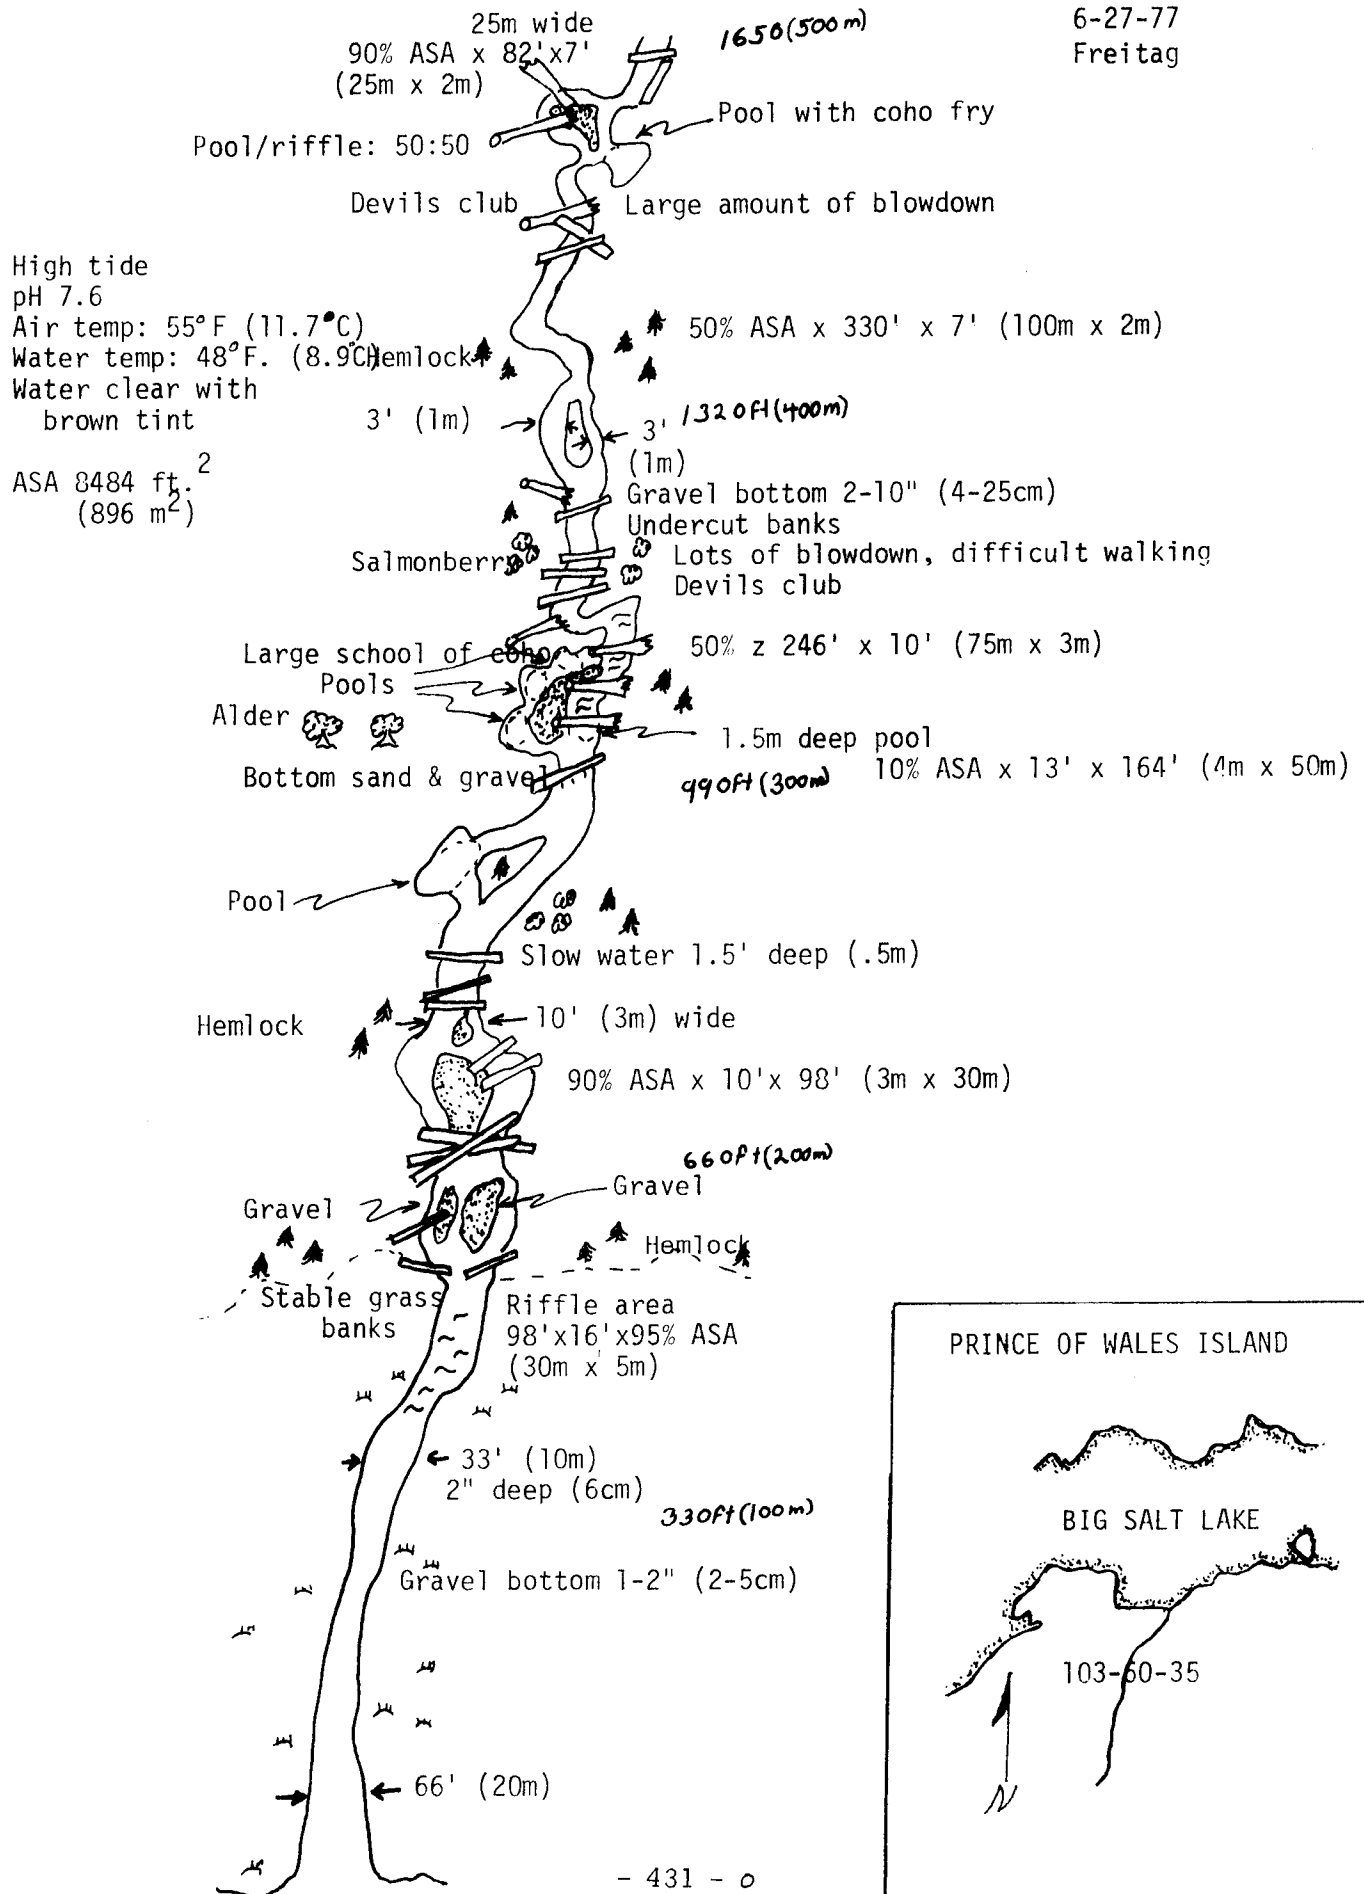 25m wide
1650(500m)
6-27-77
90% ASA x 82'x7'
Freitag
(25m x 2m)
Pool with coho fry
Pool/riffle: 50:50
Devils club
Large amount of blowdown
High tide
pH 7.6
Air temp: 55°F (11.7°C)
50% ASA x 330' x 7' (100m x 2m)
Water temp: 48°F. (8.9°C)
Hemlock
Water clear with
brown tint
1320ft(400m)
3' (1m)
3'
(1m)
ASA 8484 ft.2
(896 m2)
Gravel bottom 2-10" (4-25cm)
Undercut banks
Salmonberry
Lots of blowdown, difficult walking
Devils club
50% z 246' x 10' (75m x 3m)
Large school of coho
Pools
Alder
1.5m deep pool
Bottom sand & gravel
990ft(300m)
10% ASA x 13' x 164' (4m x 50m)
Pool
Slow water 1.5' deep (.5m)
Hemlock
10' (3m) wide
90% ASA x 10'x 98' (3m x 30m)
660ft(200m)
Gravel
Gravel
Hemlock
Stable grass
banks
Riffle area
98'x16'x95% ASA
(30m x 5m)
33' (10m)
2" deep (6cm)
330ft(100m)
Gravel bottom 1-2" (2-5cm)
66' (20m)
PRINCE OF WALES ISLAND
BIG SALT LAKE
103-60-35
N
- 431 - o